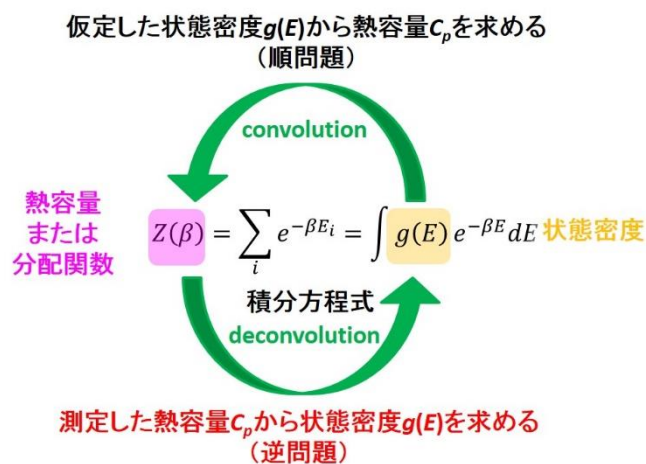 仮定した状態密度g(E)から熱容量Cpを求める
(順問題)
convolution
熱容量
または
分配関数
Z(β) = ∑_i e^{-βE_i} = ∫ g(E) e^{-βE} dE 状態密度
積分方程式
deconvolution
測定した熱容量Cpから状態密度g(E)を求める
(逆問題)